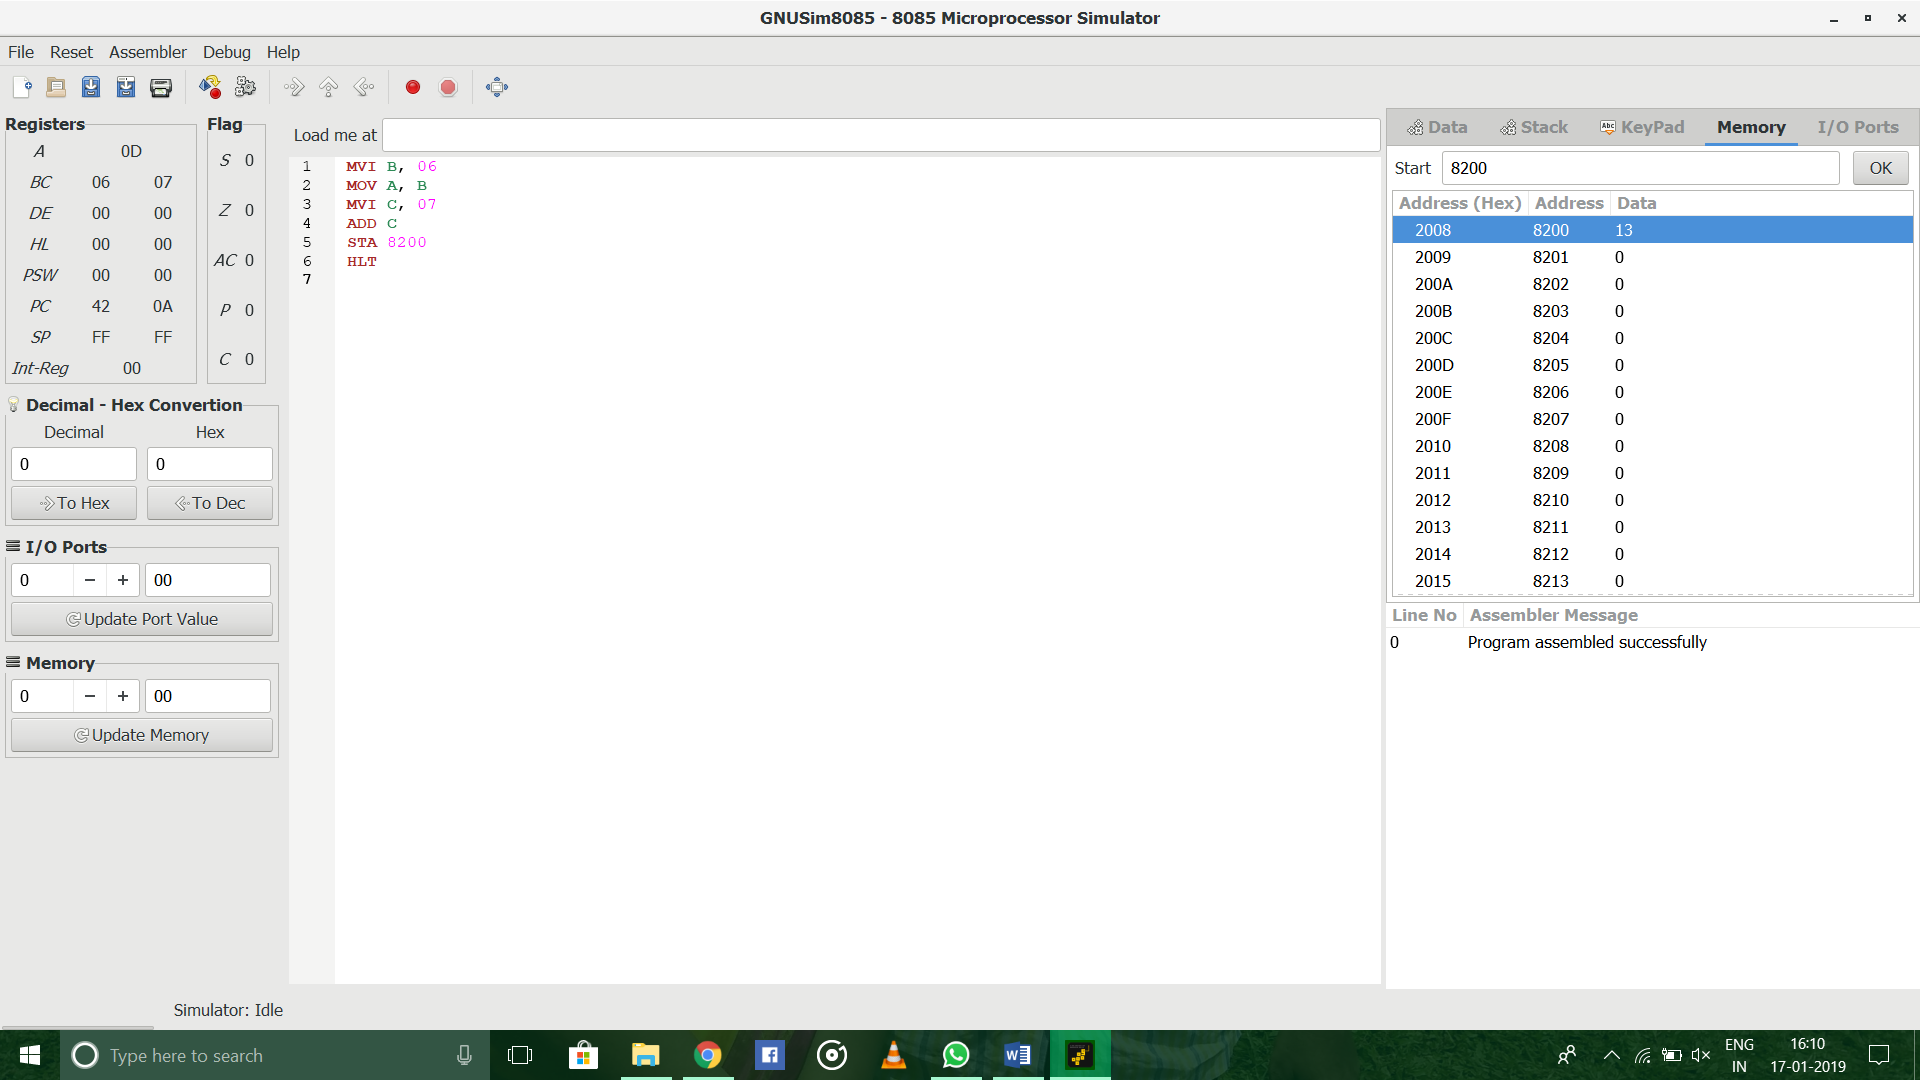 GNUSim8085 - 8085 Microprocessor Simulator
File Reset Assembler Debug Help
Registers
A 0D
BC 06 07
DE 00 00
HL 00 00
PSW 00 00
PC 42 0A
SP FF FF
Int-Reg 00
Flag
S 0
Z 0
AC 0
P 0
C 0
Decimal - Hex Convertion
Decimal Hex
0 0
To Hex To Dec
I/O Ports
0 − + 00
Update Port Value
Memory
0 − + 00
Update Memory
Load me at
1 MVI B, 06
2 MOV A, B
3 MVI C, 07
4 ADD C
5 STA 8200
6 HLT
7
Data Stack Abc KeyPad Memory I/O Ports
Start 8200 OK
Address (Hex) Address Data
2008 8200 13
2009 8201 0
200A 8202 0
200B 8203 0
200C 8204 0
200D 8205 0
200E 8206 0
200F 8207 0
2010 8208 0
2011 8209 0
2012 8210 0
2013 8211 0
2014 8212 0
2015 8213 0
Line No Assembler Message
0 Program assembled successfully
Simulator: Idle
Type here to search
ENG
IN
16:10
17-01-2019